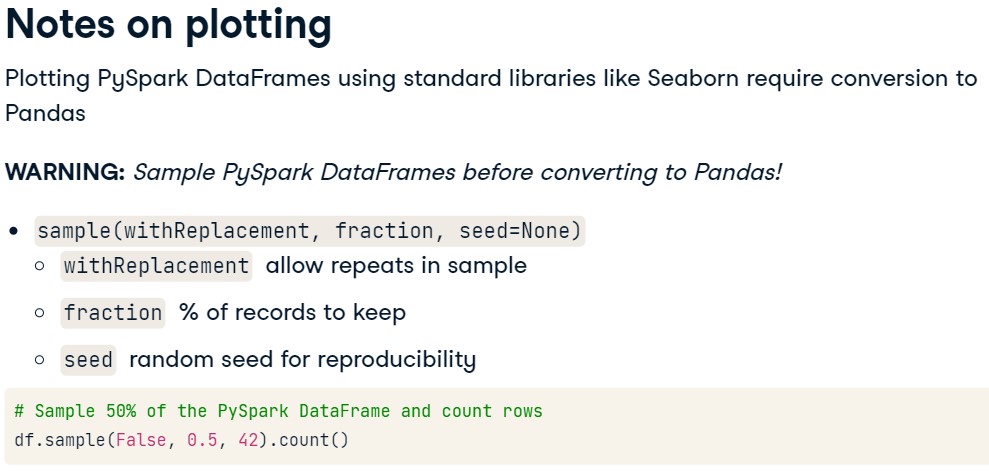 Notes on plotting
Plotting PySpark DataFrames using standard libraries like Seaborn require conversion to
Pandas
WARNING: Sample PySpark DataFrames before converting to Pandas!
sample(withReplacement, fraction, seed=None)
withReplacement allow repeats in sample
fraction % of records to keep
seed random seed for reproducibility
# Sample 50% of the PySpark DataFrame and count rows
df.sample(False, 0.5, 42).count()